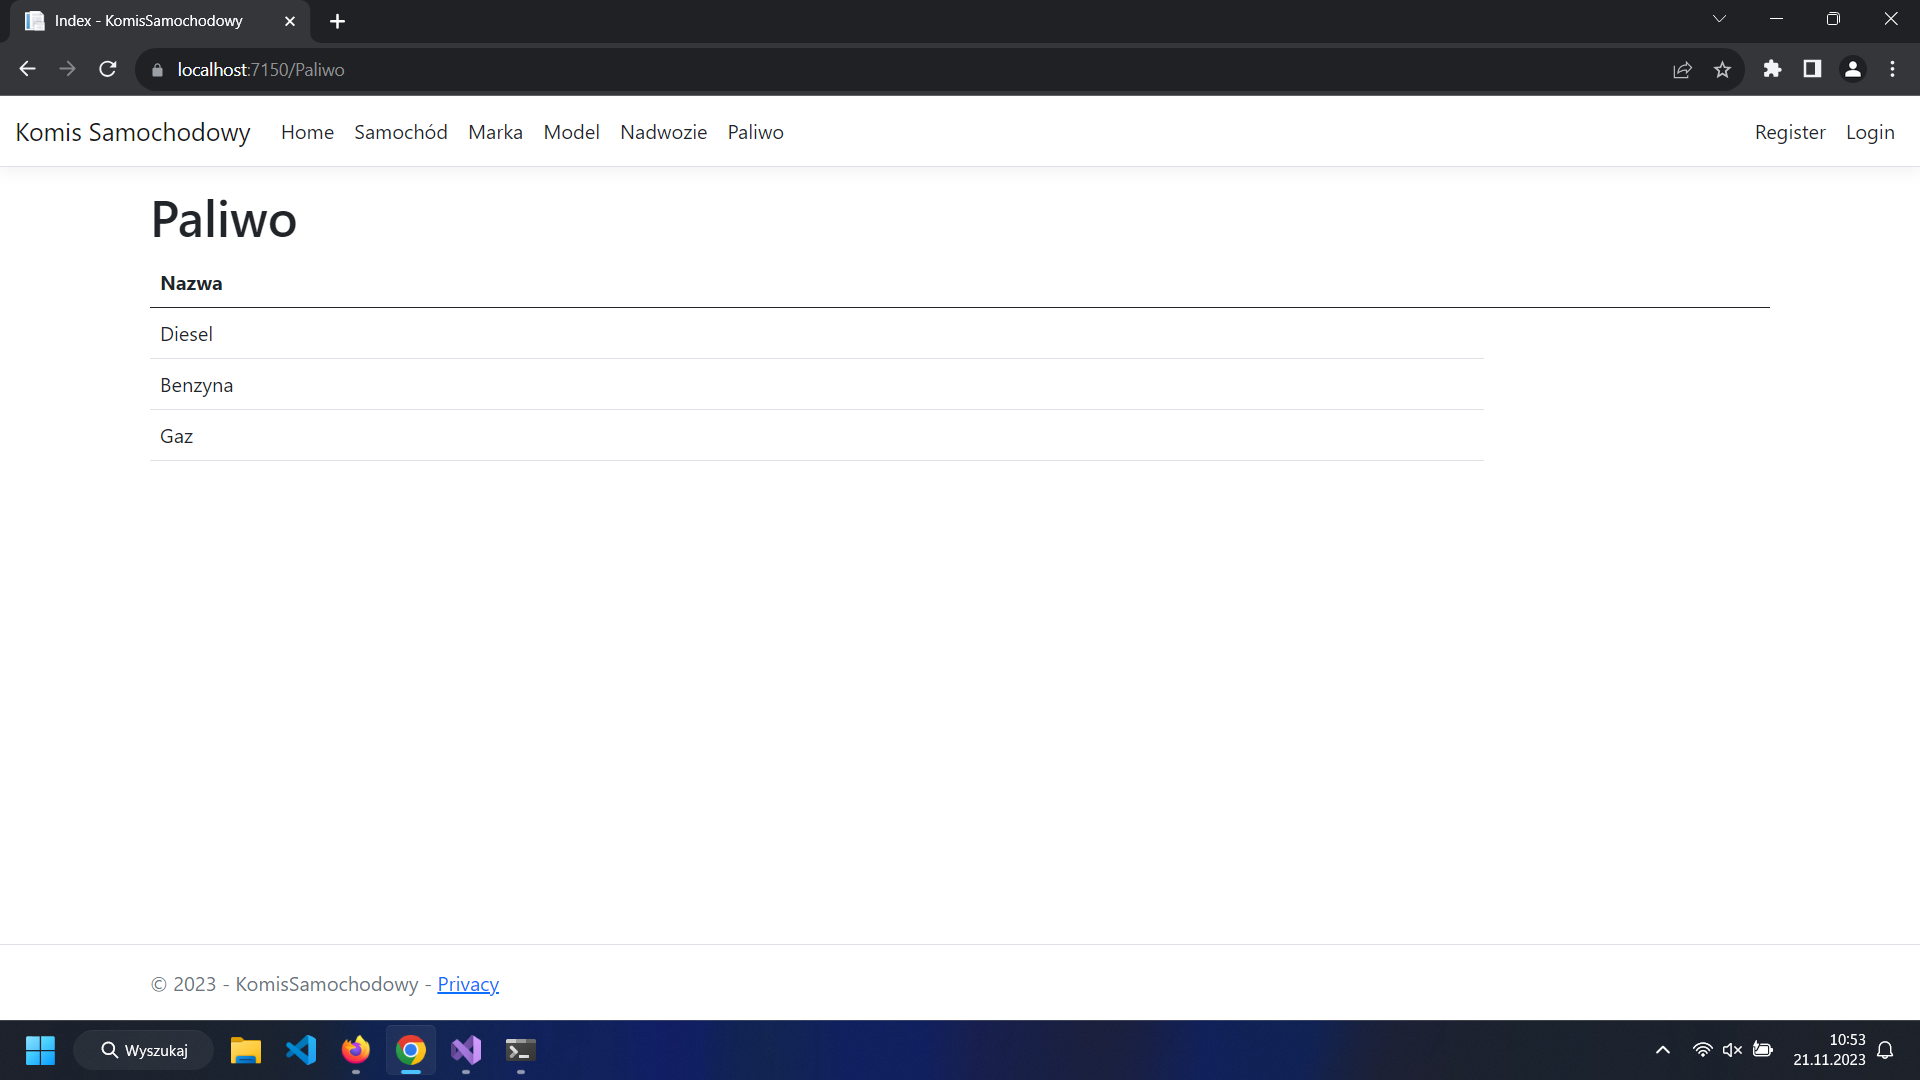 Index - KomisSamochodowy
localhost:7150/Paliwo
Komis Samochodowy Home Samochód Marka Model Nadwozie Paliwo Register Login
Paliwo
Nazwa
Diesel
Benzyna
Gaz
© 2023 - KomisSamochodowy - Privacy
Wyszukaj
10:53
21.11.2023